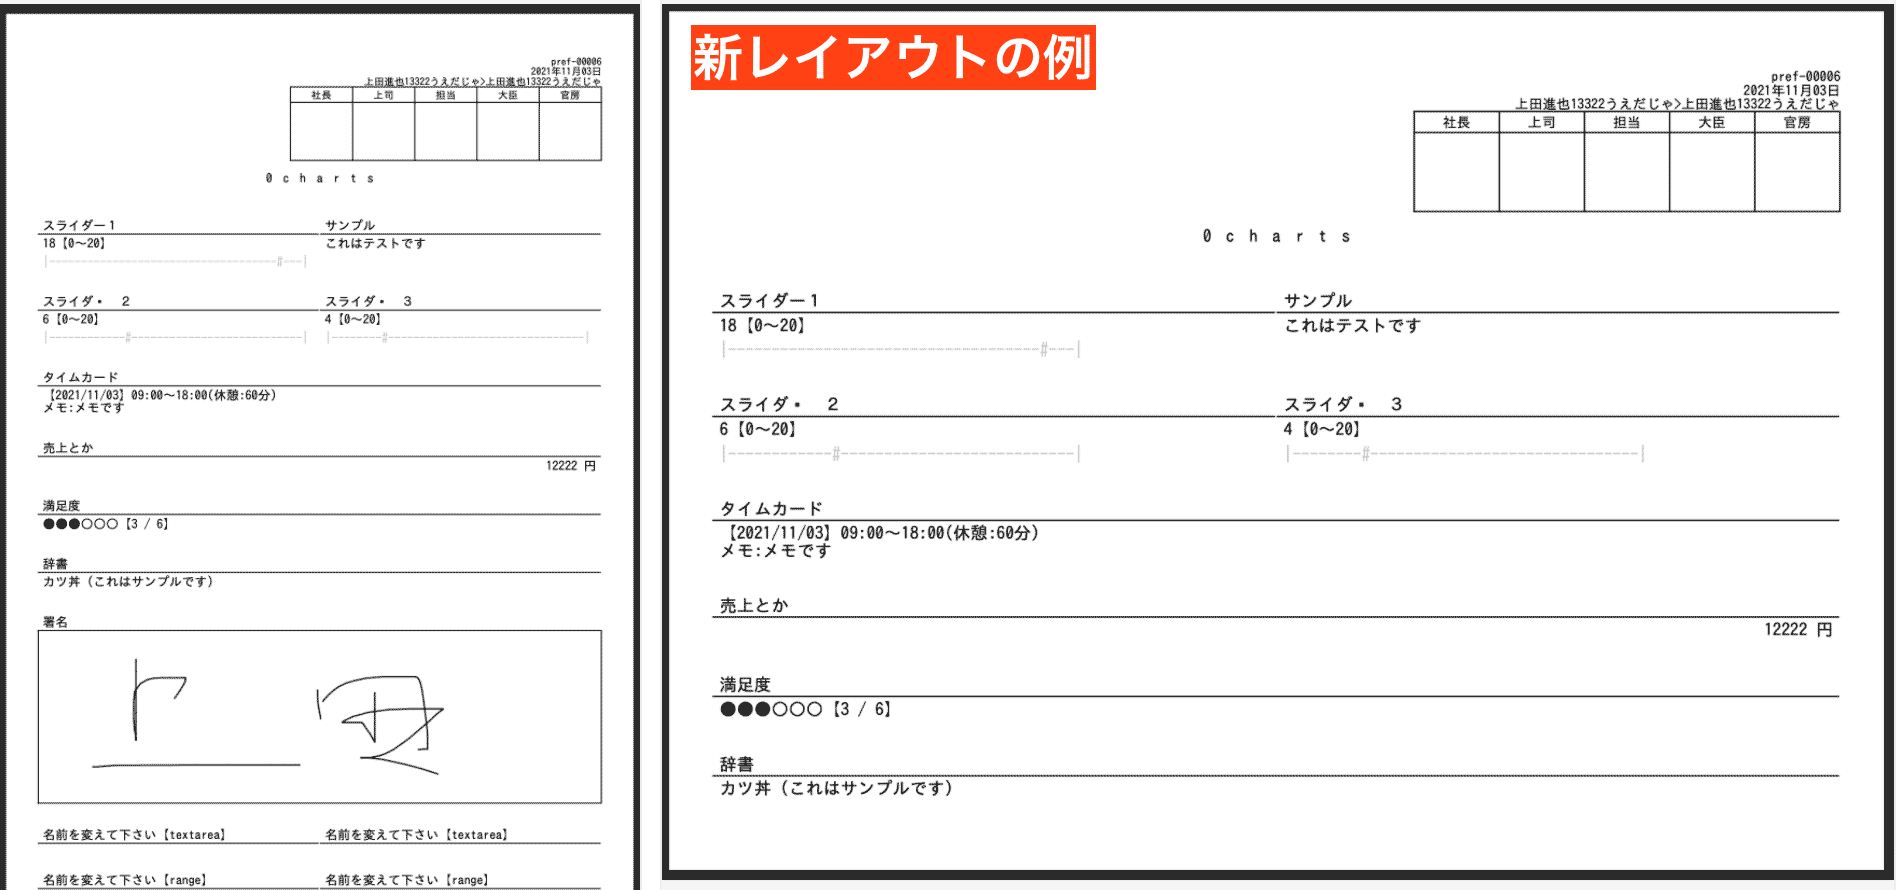 pref-00006
2021年11月03日
上田進也13322うえだじゃ>上田進也13322うえだじゃ
社長 上司 担当 大臣 官房
0 c h a r t s
スライダー１ サンプル
18【0〜20】 これはテストです
|------------------------------------#---|
スライダ・　２ スライダ・　３
6【0〜20】 4【0〜20】
|------------#---------------------------| |--------#-------------------------------|
タイムカード
【2021/11/03】09:00〜18:00(休憩:60分)
メモ:メモです
売上とか
12222 円
満足度
●●●○○○【3 / 6】
辞書
カツ丼（これはサンプルです）
署名
名前を変えて下さい【textarea】 名前を変えて下さい【textarea】
名前を変えて下さい【range】 名前を変えて下さい【range】
新レイアウトの例
pref-00006
2021年11月03日
上田進也13322うえだじゃ>上田進也13322うえだじゃ
社長 上司 担当 大臣 官房
0 c h a r t s
スライダー１ サンプル
18【0〜20】 これはテストです
|------------------------------------#---|
スライダ・　２ スライダ・　３
6【0〜20】 4【0〜20】
|------------#---------------------------| |--------#-------------------------------|
タイムカード
【2021/11/03】09:00〜18:00(休憩:60分)
メモ:メモです
売上とか
12222 円
満足度
●●●○○○【3 / 6】
辞書
カツ丼（これはサンプルです）